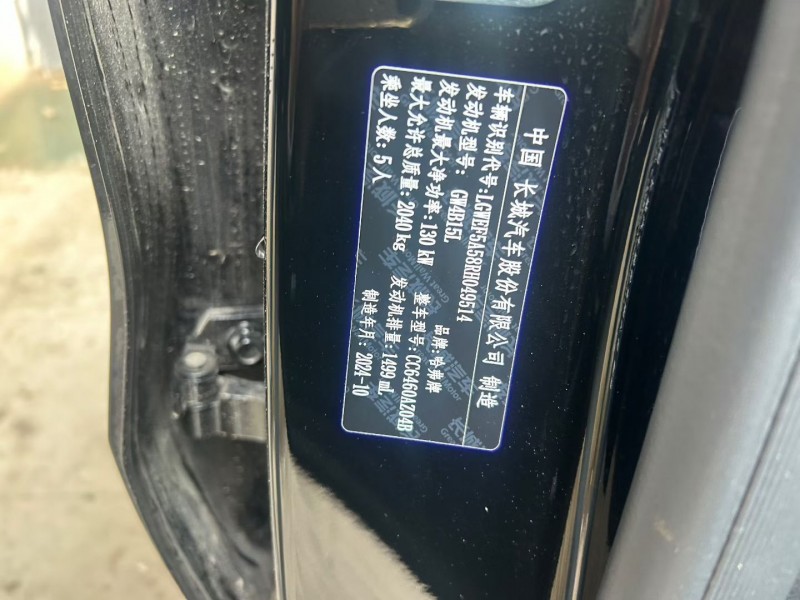 中国 长城汽车股份有限公司 制造
车辆识别代号:LGWEF5A58RH049514
品牌:哈弗牌
发动机型号: GW4B15L
整车型号:CC6460A204B
发动机最大净功率:130 kW
发动机排量:1499 ml
最大允许总质量:2040 kg
制造年月: 2024-10
乘坐人数: 5人